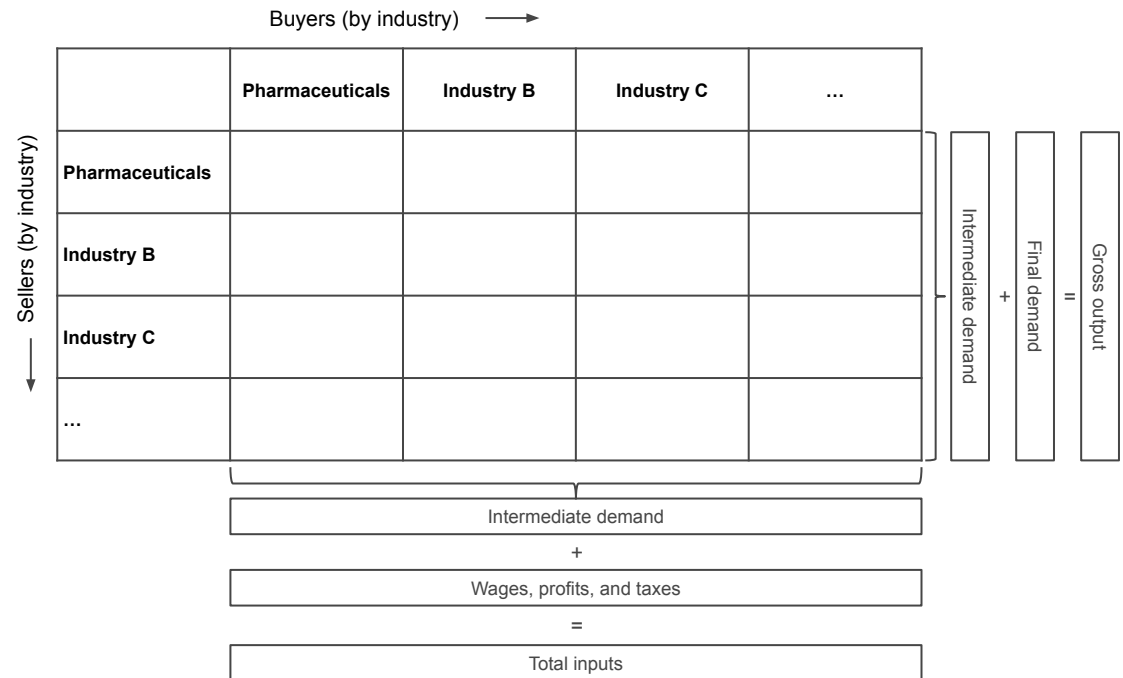 Buyers (by industry)
Pharmaceuticals Industry B Industry C ...
Sellers (by industry)
Pharmaceuticals
Industry B
Industry C
...
Intermediate demand
+
Final demand
=
Gross output
Intermediate demand
+
Wages, profits, and taxes
=
Total inputs